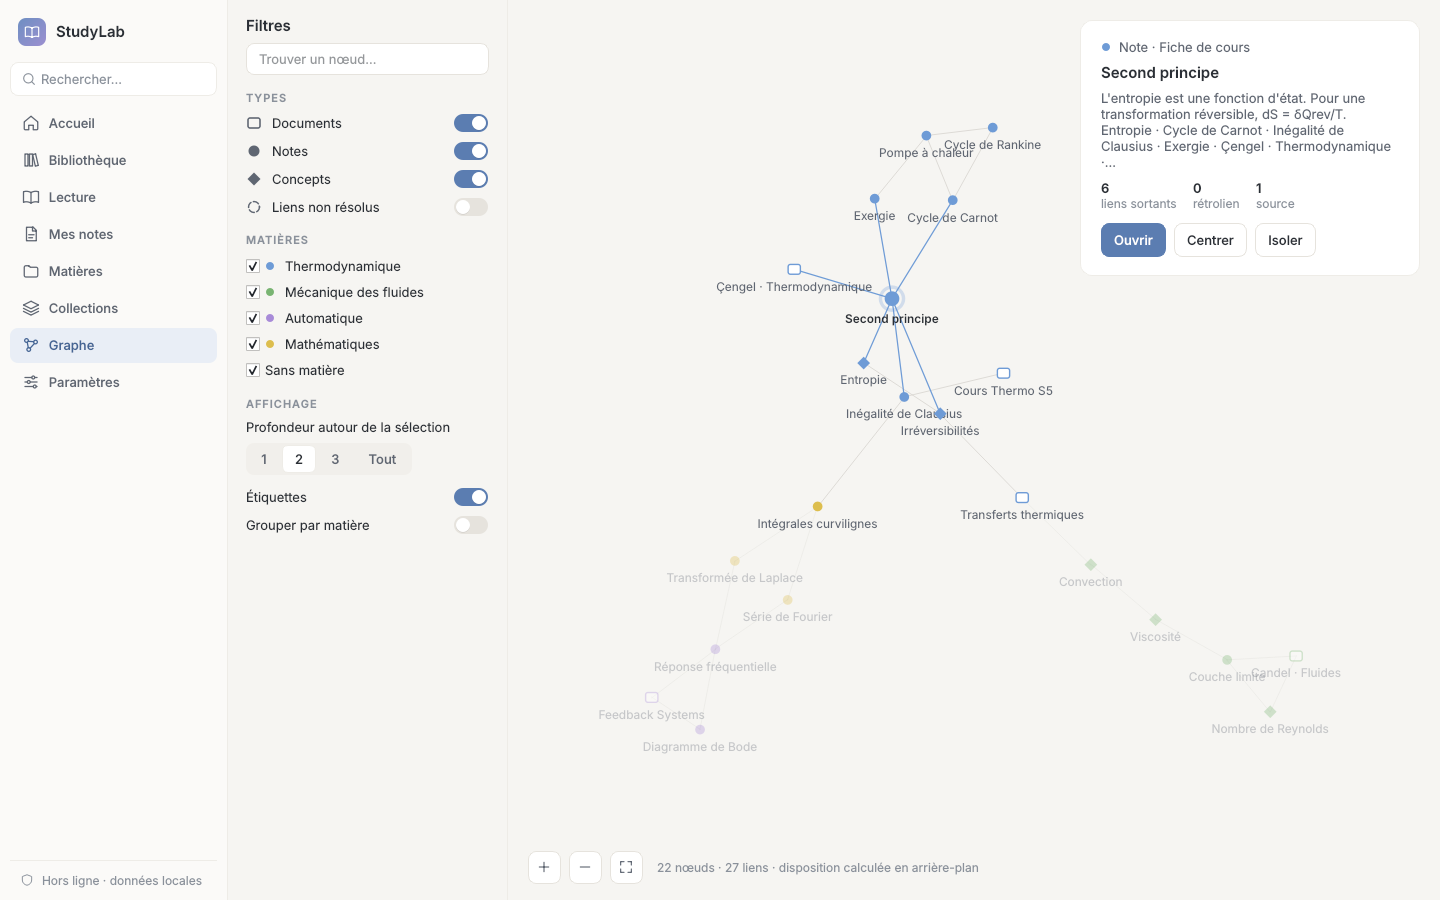 StudyLab
Rechercher...
Accueil
Bibliothèque
Lecture
Mes notes
Matières
Collections
Graphe
Paramètres
Hors ligne · données locales
Filtres
Trouver un nœud...
TYPES
Documents
Notes
Concepts
Liens non résolus
MATIÈRES
Thermodynamique
Mécanique des fluides
Automatique
Mathématiques
Sans matière
AFFICHAGE
Profondeur autour de la sélection
1 2 3 Tout
Étiquettes
Grouper par matière
Cycle de Rankine
Pompe à chaleur
Exergie
Cycle de Carnot
Çengel · Thermodynamique
Second principe
Entropie
Cours Thermo S5
Inégalité de Clausius
Irréversibilités
Transferts thermiques
Intégrales curvilignes
Transformée de Laplace
Convection
Série de Fourier
Viscosité
Réponse fréquentielle
Candel · Fluides
Couche limite
Feedback Systems
Nombre de Reynolds
Diagramme de Bode
22 nœuds · 27 liens · disposition calculée en arrière-plan
Note · Fiche de cours
Second principe
L'entropie est une fonction d'état. Pour une
transformation réversible, dS = δQrev/T.
Entropie · Cycle de Carnot · Inégalité de
Clausius · Exergie · Çengel · Thermodynamique
·...
6 0 1
liens sortants rétrolien source
Ouvrir Centrer Isoler